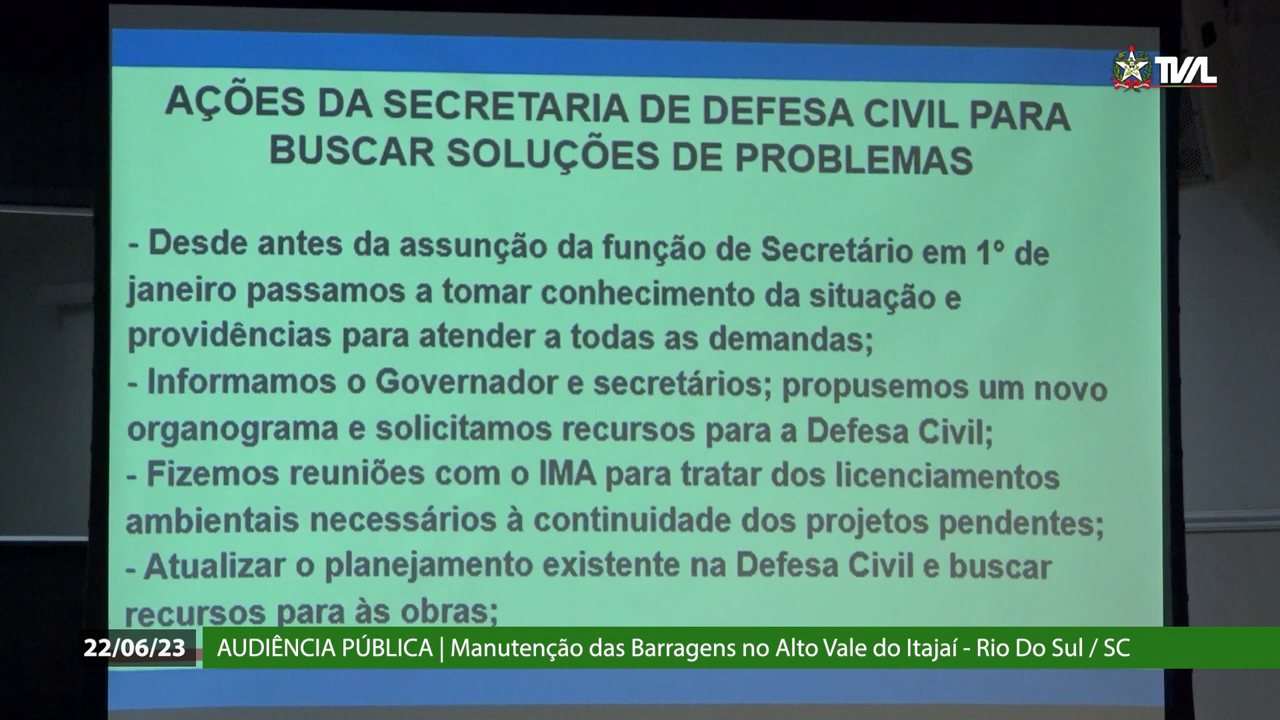 TVAL
AÇÕES DA SECRETARIA DE DEFESA CIVIL PARA
BUSCAR SOLUÇÕES DE PROBLEMAS
- Desde antes da assunção da função de Secretário em 1º de
janeiro passamos a tomar conhecimento da situação e
providências para atender a todas as demandas;
- Informamos o Governador e secretários; propusemos um novo
organograma e solicitamos recursos para a Defesa Civil;
- Fizemos reuniões com o IMA para tratar dos licenciamentos
ambientais necessários à continuidade dos projetos pendentes;
- Atualizar o planejamento existente na Defesa Civil e buscar
recursos para às obras;
22/06/23 AUDIÊNCIA PÚBLICA | Manutenção das Barragens no Alto Vale do Itajaí - Rio Do Sul / SC